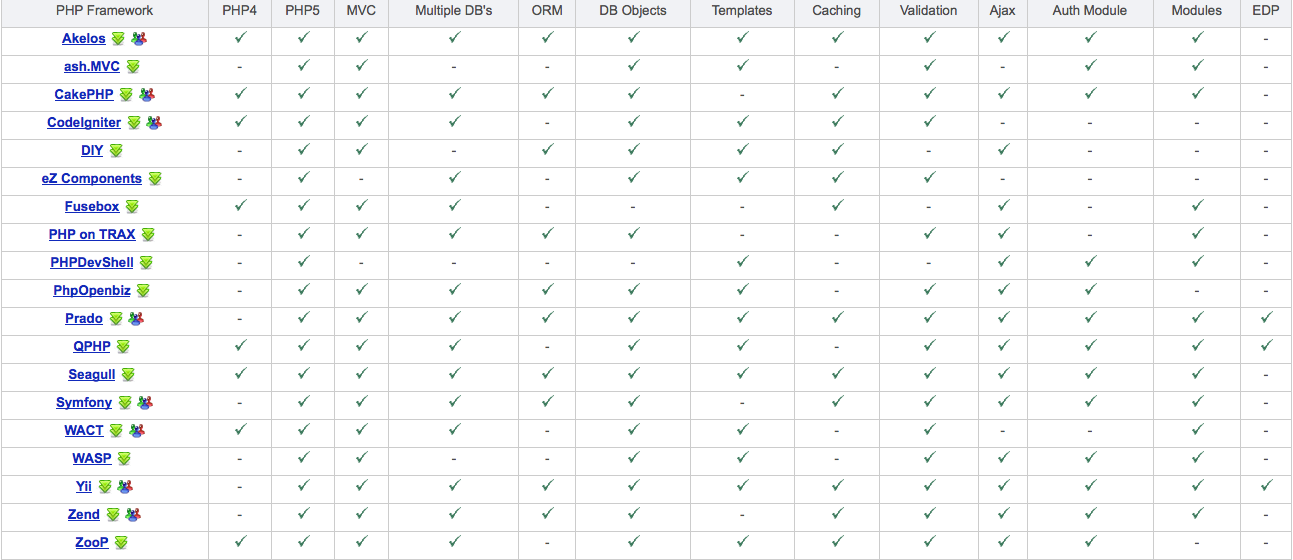 PHP Framework PHP4 PHP5 MVC Multiple DB's ORM DB Objects Templates Caching Validation Ajax Auth Module Modules EDP
Akelos ✓ ✓ ✓ ✓ ✓ ✓ ✓ ✓ ✓ ✓ ✓ ✓ -
ash.MVC - ✓ ✓ - - ✓ ✓ - ✓ - ✓ ✓ -
CakePHP ✓ ✓ ✓ ✓ ✓ ✓ - ✓ ✓ ✓ ✓ ✓ -
CodeIgniter ✓ ✓ ✓ ✓ - ✓ ✓ ✓ ✓ - - - -
DIY - ✓ ✓ - ✓ ✓ ✓ ✓ - ✓ - - -
eZ Components - ✓ - ✓ - ✓ ✓ ✓ ✓ - - - -
Fusebox ✓ ✓ ✓ ✓ - - - ✓ - ✓ - ✓ -
PHP on TRAX - ✓ ✓ ✓ ✓ ✓ - - ✓ ✓ - ✓ -
PHPDevShell - ✓ - - - - ✓ - - ✓ ✓ ✓ -
PhpOpenbiz - ✓ ✓ ✓ ✓ ✓ ✓ - ✓ ✓ ✓ - -
Prado - ✓ ✓ ✓ ✓ ✓ ✓ ✓ ✓ ✓ ✓ ✓ ✓
QPHP ✓ ✓ ✓ ✓ - ✓ ✓ - ✓ ✓ ✓ ✓ ✓
Seagull ✓ ✓ ✓ ✓ ✓ ✓ ✓ ✓ ✓ ✓ ✓ ✓ -
Symfony - ✓ ✓ ✓ ✓ ✓ - ✓ ✓ ✓ ✓ ✓ -
WACT ✓ ✓ ✓ ✓ - ✓ ✓ - ✓ - - ✓ -
WASP - ✓ ✓ - - ✓ ✓ - ✓ ✓ ✓ ✓ -
Yii - ✓ ✓ ✓ ✓ ✓ ✓ ✓ ✓ ✓ ✓ ✓ ✓
Zend - ✓ ✓ ✓ ✓ ✓ - ✓ ✓ ✓ ✓ ✓ -
ZooP ✓ ✓ ✓ ✓ - ✓ ✓ ✓ ✓ ✓ ✓ - -